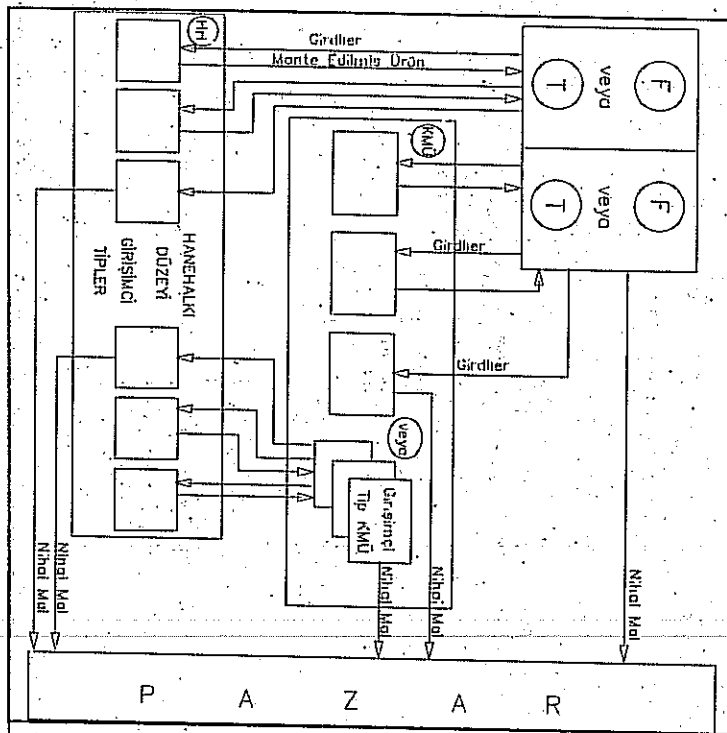 HH
Girdiler
Monte Edilmiş Ürün
T
veya
F
T
veya
F
KMÜ
Girdiler
HANEHALKI
DÜZEYİ
GİRİŞİMCİ
TİPLER
Girdiler
veya
Girişimci
Tip KMÜ
Nihai Mal
Nihai Mal
Nihai Mal
Nihai Mal
Nihai Mal
P A Z A R